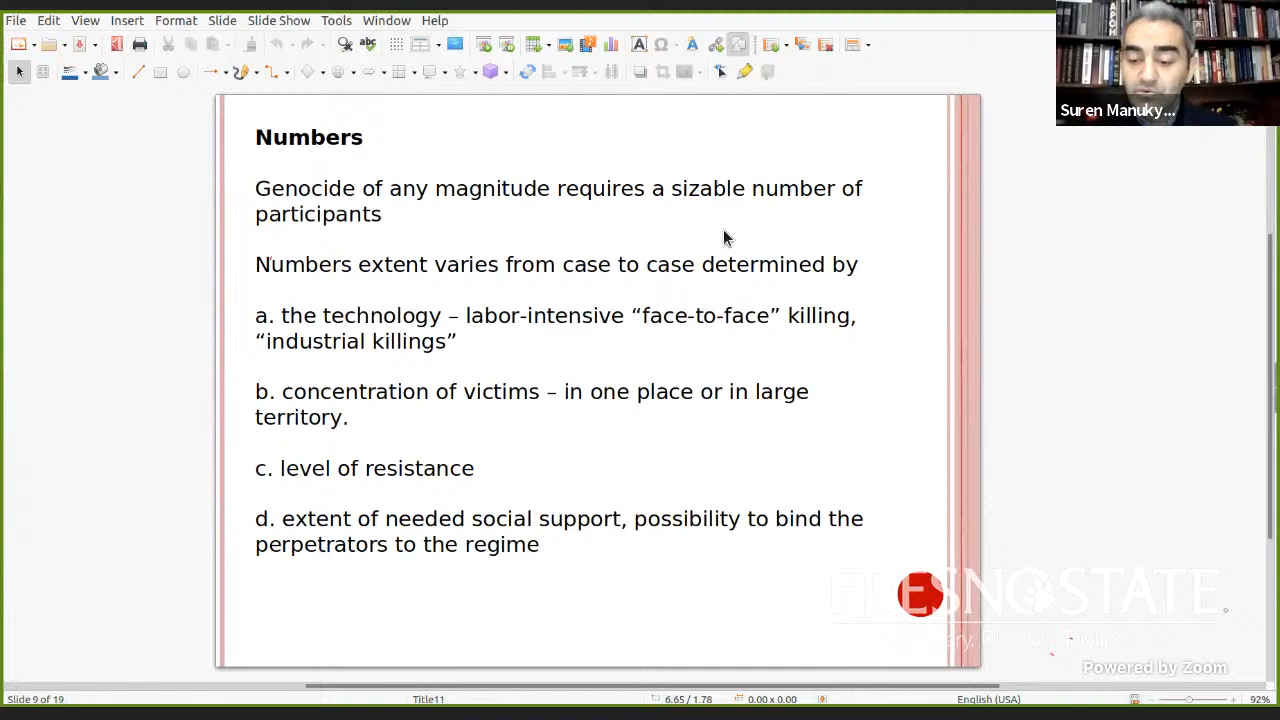 File Edit View Insert Format Slide Slide Show Tools Window Help
Suren Manuky...
Numbers
Genocide of any magnitude requires a sizable number of
participants
Numbers extent varies from case to case determined by
a. the technology – labor-intensive “face-to-face” killing,
“industrial killings”
b. concentration of victims – in one place or in large
territory.
c. level of resistance
d. extent of needed social support, possibility to bind the
perpetrators to the regime
FRESNO STATE
Powered by Zoom
Slide 9 of 19 Title11 6.65 / 1.78 0.00 x 0.00 English (USA) 92%